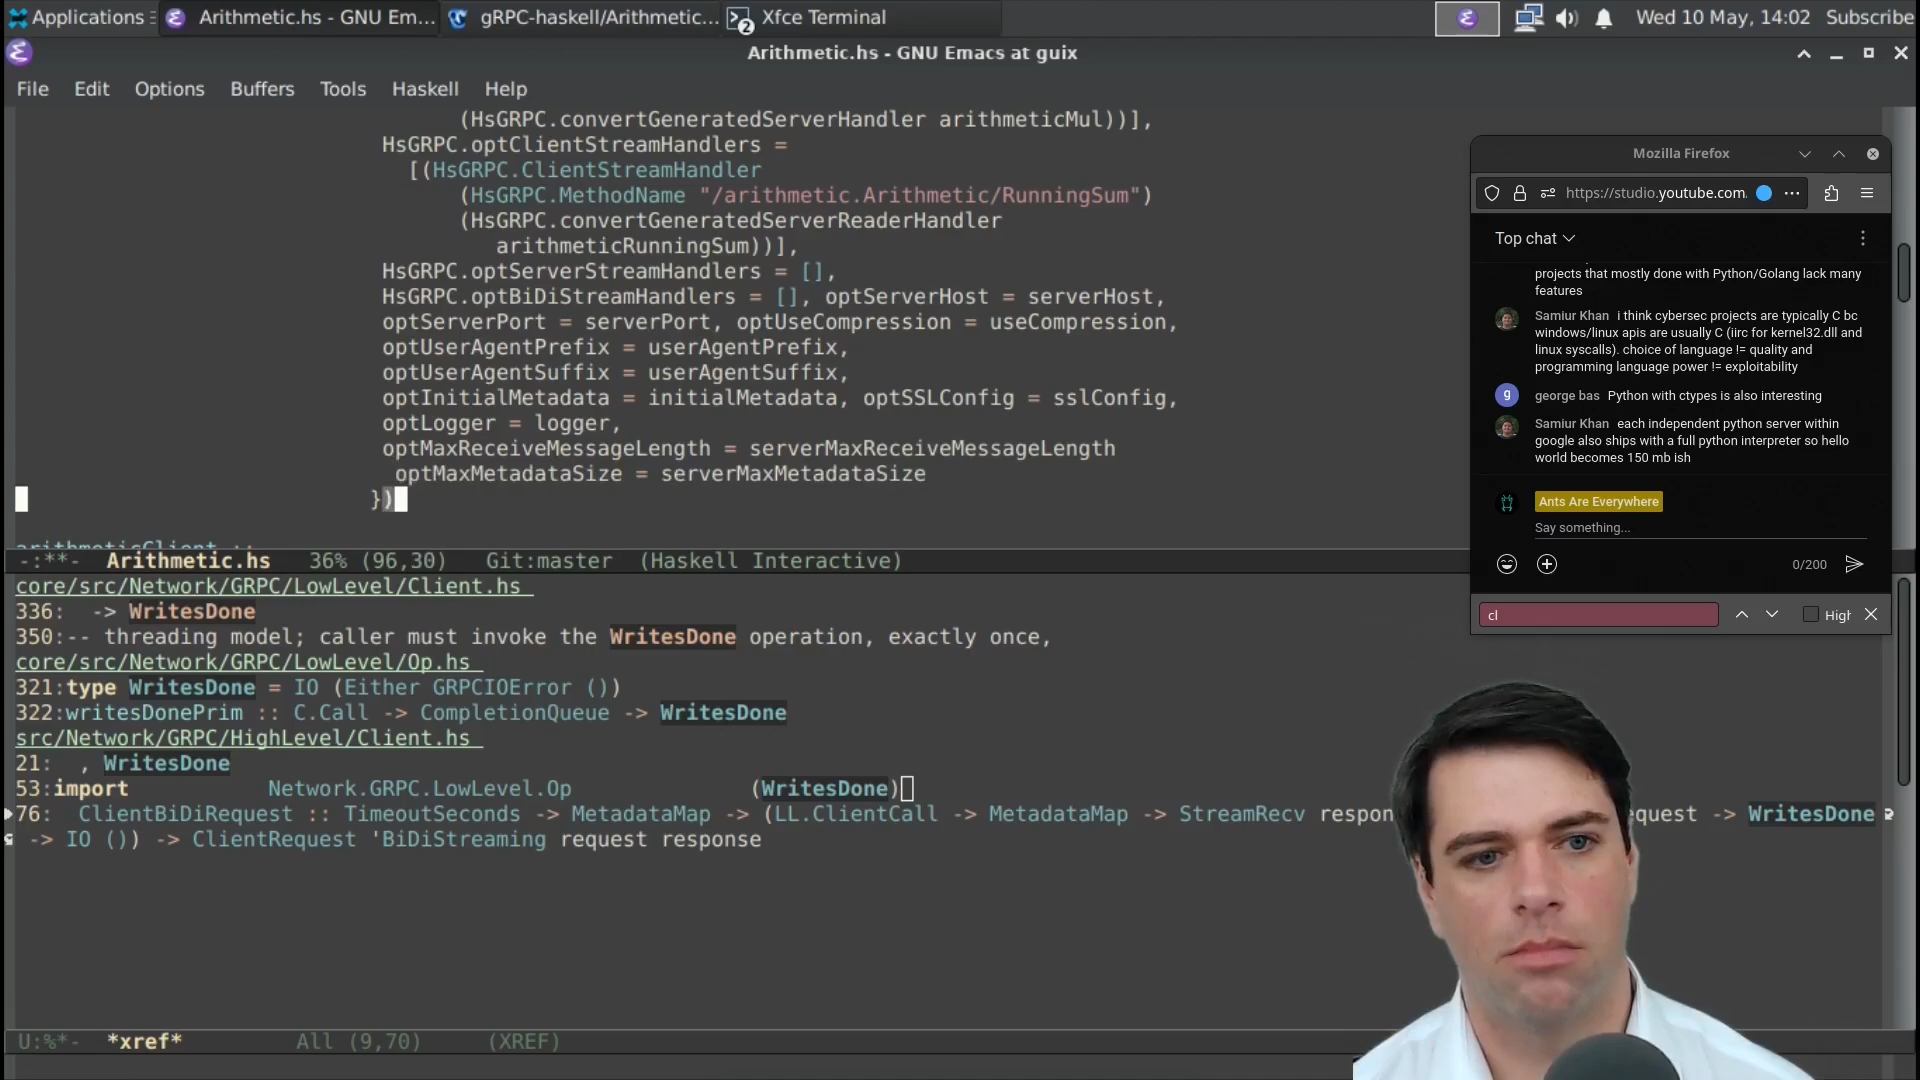 Applications Arithmetic.hs - GNU Em... gRPC-haskell/Arithmetic... 2 Xfce Terminal Wed 10 May, 14:02 Subscribe
Arithmetic.hs - GNU Emacs at guix
File Edit Options Buffers Tools Haskell Help
(HsGRPC.convertGeneratedServerHandler arithmeticMul))],
HsGRPC.optClientStreamHandlers =
[(HsGRPC.ClientStreamHandler
(HsGRPC.MethodName "/arithmetic.Arithmetic/RunningSum")
(HsGRPC.convertGeneratedServerReaderHandler
arithmeticRunningSum))],
HsGRPC.optServerStreamHandlers = [],
HsGRPC.optBiDiStreamHandlers = [], optServerHost = serverHost,
optServerPort = serverPort, optUseCompression = useCompression,
optUserAgentPrefix = userAgentPrefix,
optUserAgentSuffix = userAgentSuffix,
optInitialMetadata = initialMetadata, optSSLConfig = sslConfig,
optLogger = logger,
optMaxReceiveMessageLength = serverMaxReceiveMessageLength
optMaxMetadataSize = serverMaxMetadataSize
})
arithmeticClient ::
-:**- Arithmetic.hs 36% (96,30) Git:master (Haskell Interactive)
core/src/Network/GRPC/LowLevel/Client.hs
336: -> WritesDone
350:-- threading model; caller must invoke the WritesDone operation, exactly once,
core/src/Network/GRPC/LowLevel/Op.hs
321:type WritesDone = IO (Either GRPCIOError ())
322:writesDonePrim :: C.Call -> CompletionQueue -> WritesDone
src/Network/GRPC/HighLevel/Client.hs
21: , WritesDone
53:import Network.GRPC.LowLevel.Op (WritesDone)
76: ClientBiDiRequest :: TimeoutSeconds -> MetadataMap -> (LL.ClientCall -> MetadataMap -> StreamRecv respon equest -> WritesDone
-> IO ()) -> ClientRequest 'BiDiStreaming request response
U:%*- *xref* All (9,70) (XREF)
Mozilla Firefox
https://studio.youtube.com
Top chat
projects that mostly done with Python/Golang lack many
features
Samiur Khan i think cybersec projects are typically C bc
windows/linux apis are usually C (iirc for kernel32.dll and
linux syscalls). choice of language != quality and
programming language power != exploitability
g george bas Python with ctypes is also interesting
Samiur Khan each independent python server within
google also ships with a full python interpreter so hello
world becomes 150 mb ish
Ants Are Everywhere
Say something...
0/200
cl High